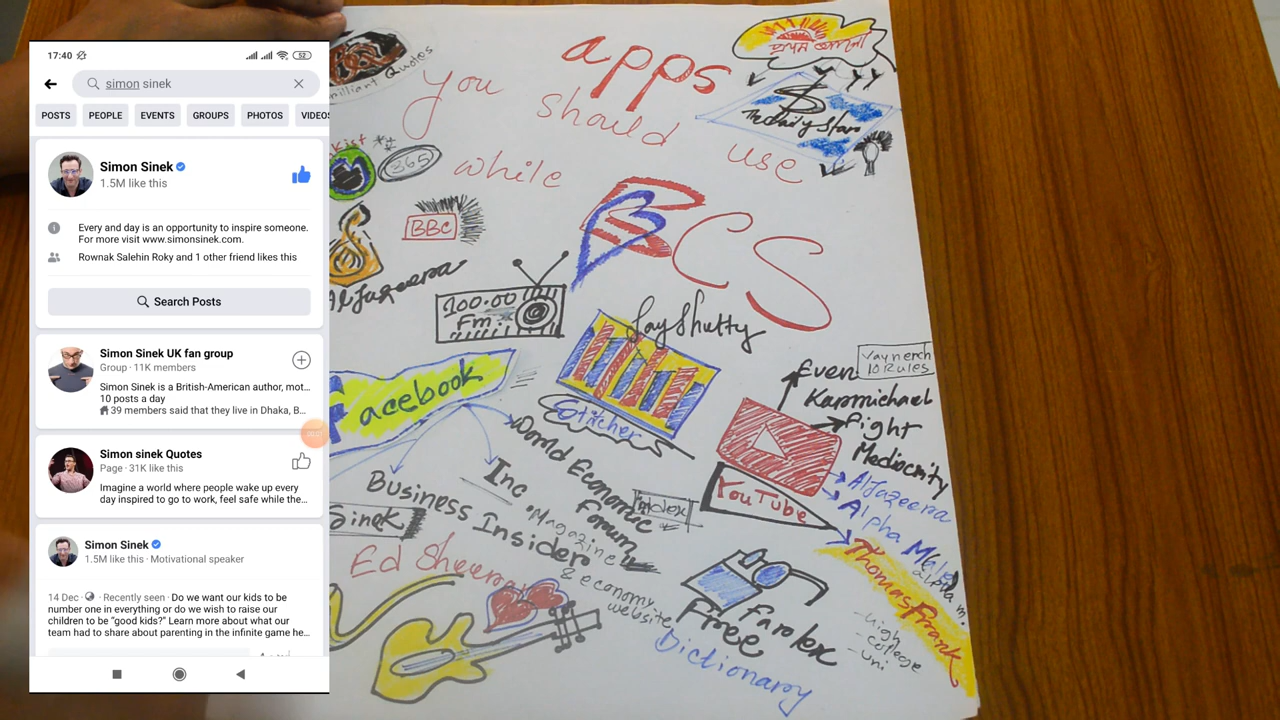 17:40
52
simon sinek
POSTS
PEOPLE
EVENTS
GROUPS
PHOTOS
VIDEOS
Simon Sinek
1.5M like this
Every and day is an opportunity to inspire someone.
For more visit www.simonsinek.com.
Rownak Salehin Roky and 1 other friend likes this
Search Posts
Simon Sinek UK fan group
Group · 11K members
Simon Sinek is a British-American author, mot...
10 posts a day
39 members said that they live in Dhaka, B...
Simon sinek Quotes
Page · 31K like this
Imagine a world where people wake up every
day inspired to go to work, feel safe while the...
Simon Sinek
1.5M like this · Motivational speaker
14 Dec · Recently seen · Do we want our kids to be
number one in everything or do we wish to raise our
children to be "good kids?" Learn more about what our
team had to share about parenting in the infinite game he...
rilliant Quotes
apps
you should use
while
BCS
প্রথম আলো
The Daily Star
365
BBC
AlJazeera
100.00
Fm
Jay Shetty
Stitcher
Facebook
World Economic
Forum
Inc
Magazine
Business
Insider
& economy
website
Index
Sinek
Ed Sheeran
Even
Vaynerch
10 Rules
Karmichael
Fight
Mediocrity
AlJazeera
Alpha Male
alpha m.
YouTube
Thomas Frank
- high
- college
- uni
Free
Farlex
Dictionary